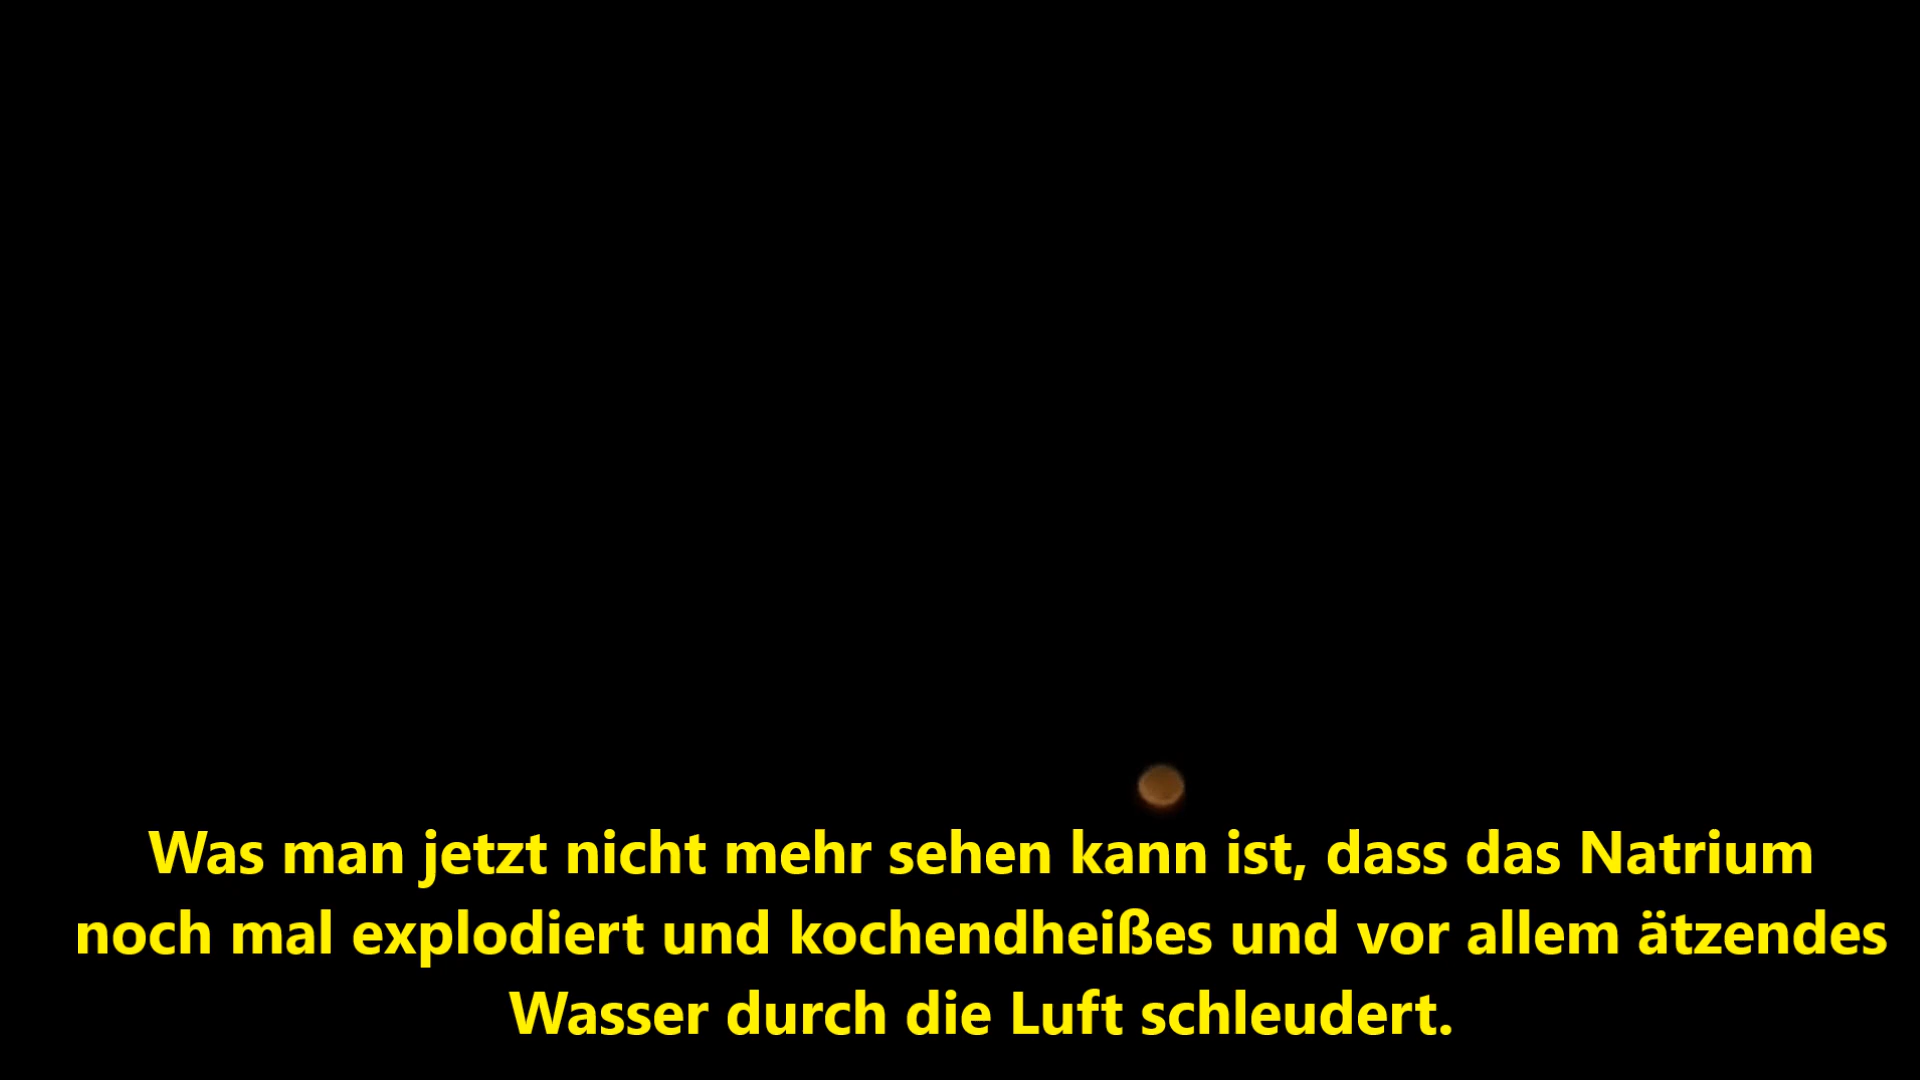 Was man jetzt nicht mehr sehen kann ist, dass das Natrium
noch mal explodiert und kochendheißes und vor allem ätzendes
Wasser durch die Luft schleudert.